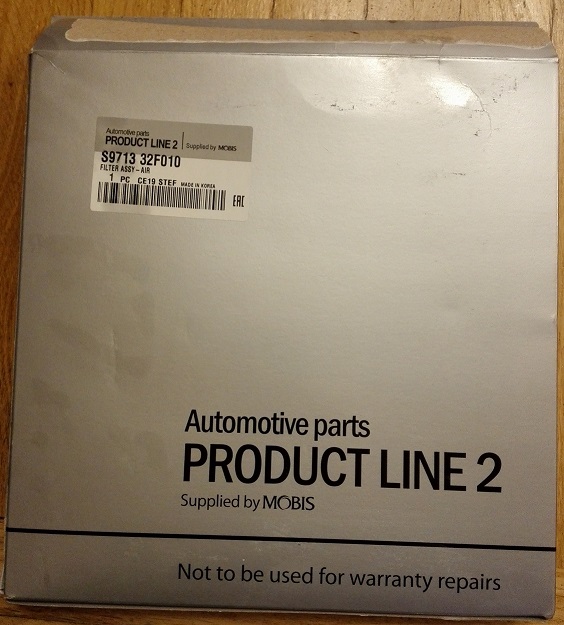 Automotive parts
PRODUCT LINE 2 Supplied by MOBIS
S9713 32F010
FILTER ASSY-AIR
1 PC CE19 STEF MADE IN KOREA
EAC
Automotive parts
PRODUCT LINE 2
Supplied by MOBIS
Not to be used for warranty repairs